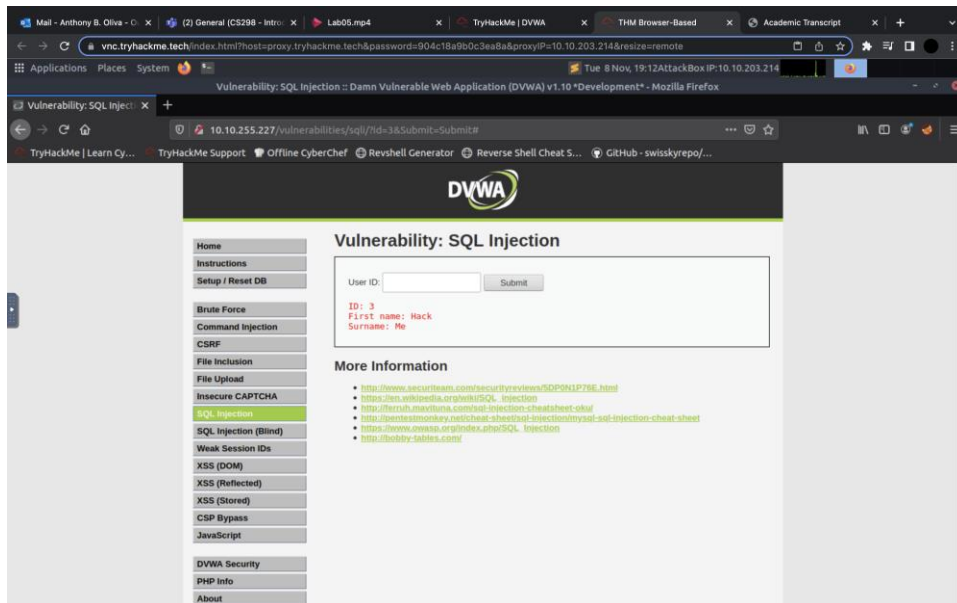 Mail - Anthony B. Oliva - O
(2) General (CS298 - Introd
Lab05.mp4
TryHackMe | DVWA
THM Browser-Based
Academic Transcript
vnc.tryhackme.tech/index.html?host=proxy.tryhackme.tech&password=904c18a9b0c3ea8a&proxyIP=10.10.203.214&resize=remote
Applications Places System
Tue 8 Nov, 19:12 AttackBox IP:10.10.203.214
Vulnerability: SQL Injection :: Damn Vulnerable Web Application (DVWA) v1.10 *Development* - Mozilla Firefox
Vulnerability: SQL Inject
10.10.255.227/vulnerabilities/sqli/?id=3&Submit=Submit#
TryHackMe | Learn Cy...
TryHackMe Support
Offline CyberChef
Revshell Generator
Reverse Shell Cheat S...
GitHub - swisskyrepo/...
DVWA
Home
Instructions
Setup / Reset DB
Brute Force
Command Injection
CSRF
File Inclusion
File Upload
Insecure CAPTCHA
SQL Injection
SQL Injection (Blind)
Weak Session IDs
XSS (DOM)
XSS (Reflected)
XSS (Stored)
CSP Bypass
JavaScript
DVWA Security
PHP Info
About
Vulnerability: SQL Injection
User ID:
Submit
ID: 3
First name: Hack
Surname: Me
More Information
http://www.securiteam.com/securityreviews/5DP0N1P76E.html
https://en.wikipedia.org/wiki/SQL_injection
http://ferruh.mavituna.com/sql-injection-cheatsheet-oku/
http://pentestmonkey.net/cheat-sheet/sql-injection/mysql-sql-injection-cheat-sheet
https://www.owasp.org/index.php/SQL_Injection
http://bobby-tables.com/